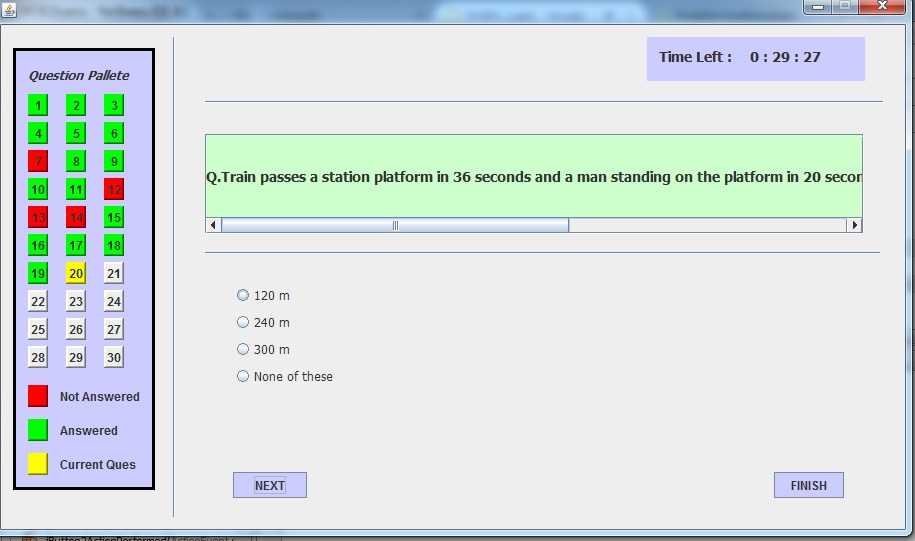 Question Pallete
1 2 3
4 5 6
7 8 9
10 11 12
13 14 15
16 17 18
19 20 21
22 23 24
25 26 27
28 29 30
Not Answered
Answered
Current Ques
Time Left : 0 : 29 : 27
Q.Train passes a station platform in 36 seconds and a man standing on the platform in 20
120 m
240 m
300 m
None of these
NEXT
FINISH